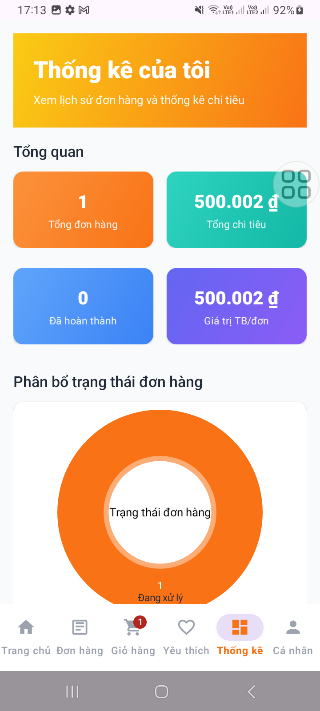 17:13
92%
Thống kê của tôi
Xem lịch sử đơn hàng và thống kê chi tiêu
Tổng quan
1
Tổng đơn hàng
500.002 ₫
Tổng chi tiêu
0
Đã hoàn thành
500.002 ₫
Giá trị TB/đơn
Phân bố trạng thái đơn hàng
Trạng thái đơn hàng
1
Đang xử lý
1
Trang chủ
Đơn hàng
Giỏ hàng
Yêu thích
Thống kê
Cá nhân